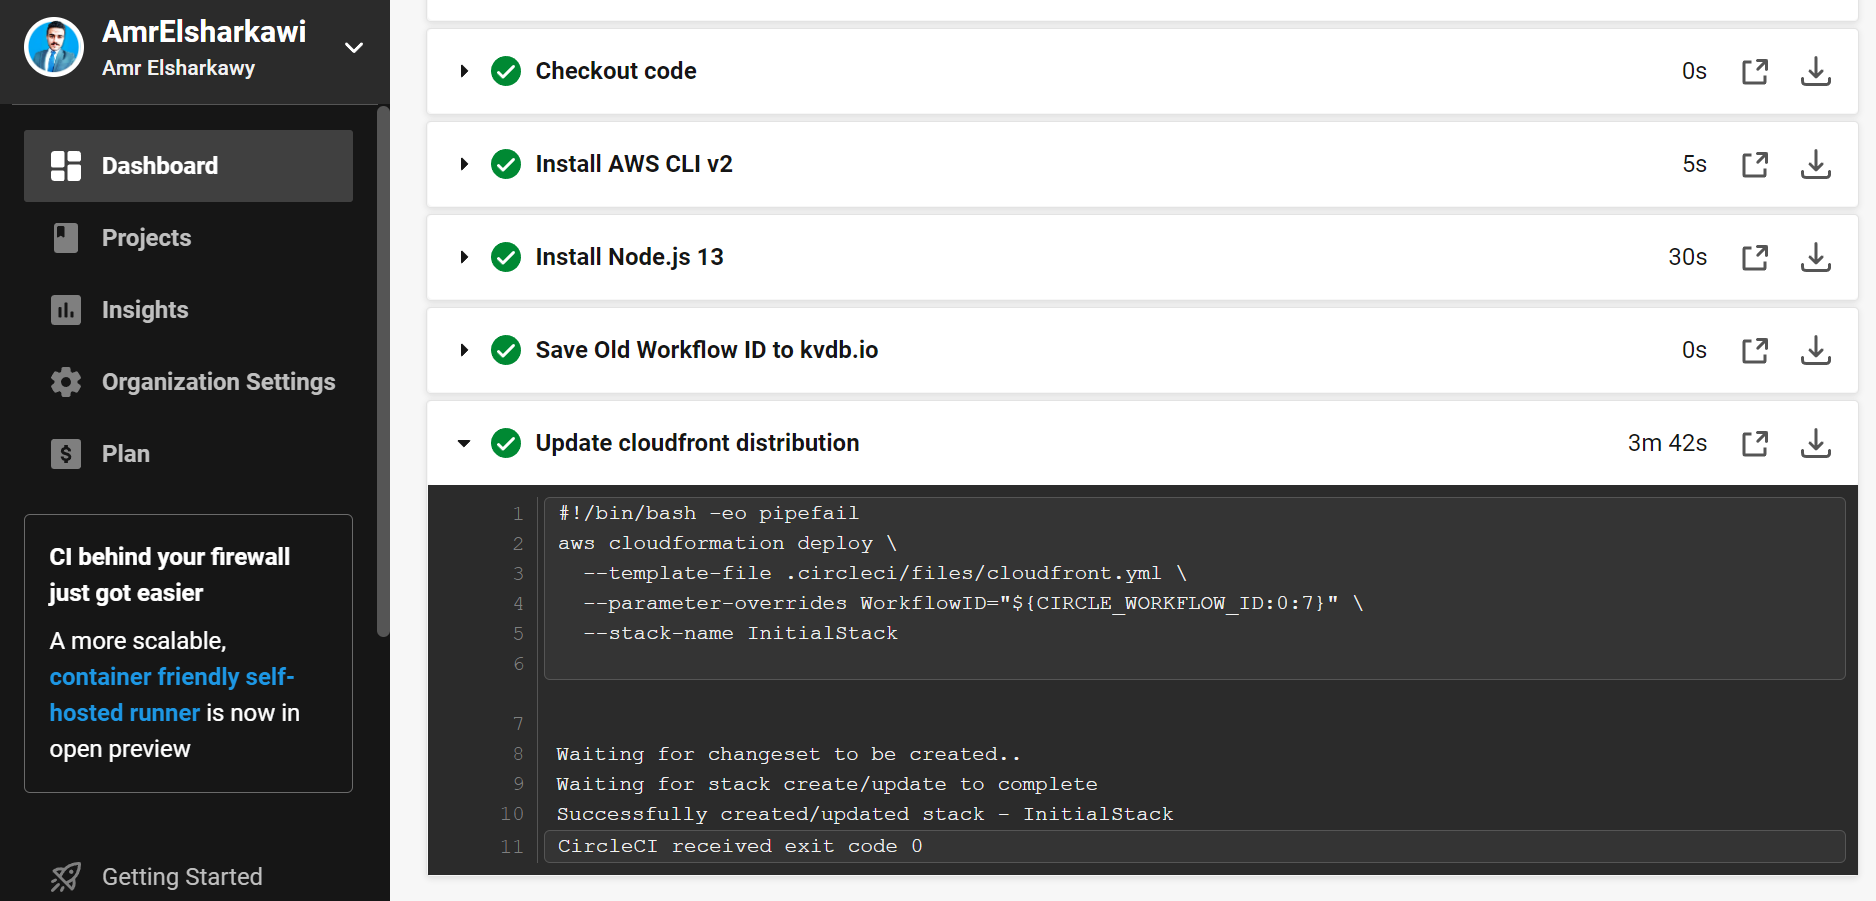 AmrElsharkawi
Amr Elsharkawy
Dashboard
Projects
Insights
Organization Settings
Plan
CI behind your firewall
just got easier
A more scalable,
container friendly self-
hosted runner is now in
open preview
Getting Started
Checkout code 0s
Install AWS CLI v2 5s
Install Node.js 13 30s
Save Old Workflow ID to kvdb.io 0s
Update cloudfront distribution 3m 42s
1 #!/bin/bash -eo pipefail
2 aws cloudformation deploy \
3   --template-file .circleci/files/cloudfront.yml \
4   --parameter-overrides WorkflowID="${CIRCLE_WORKFLOW_ID:0:7}" \
5   --stack-name InitialStack
6
7
8 Waiting for changeset to be created..
9 Waiting for stack create/update to complete
10 Successfully created/updated stack - InitialStack
11 CircleCI received exit code 0